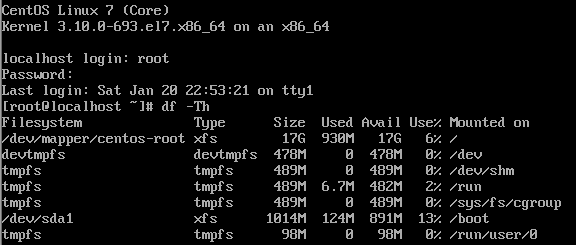 CentOS Linux 7 (Core)
Kernel 3.10.0-693.el7.x86_64 on an x86_64
localhost login: root
Password:
Last login: Sat Jan 20 22:53:21 on tty1
[root@localhost ~]# df -Th
Filesystem Type Size Used Avail Use% Mounted on
/dev/mapper/centos-root xfs 17G 930M 17G 6% /
devtmpfs devtmpfs 478M 0 478M 0% /dev
tmpfs tmpfs 489M 0 489M 0% /dev/shm
tmpfs tmpfs 489M 6.7M 482M 2% /run
tmpfs tmpfs 489M 0 489M 0% /sys/fs/cgroup
/dev/sda1 xfs 1014M 124M 891M 13% /boot
tmpfs tmpfs 98M 0 98M 0% /run/user/0